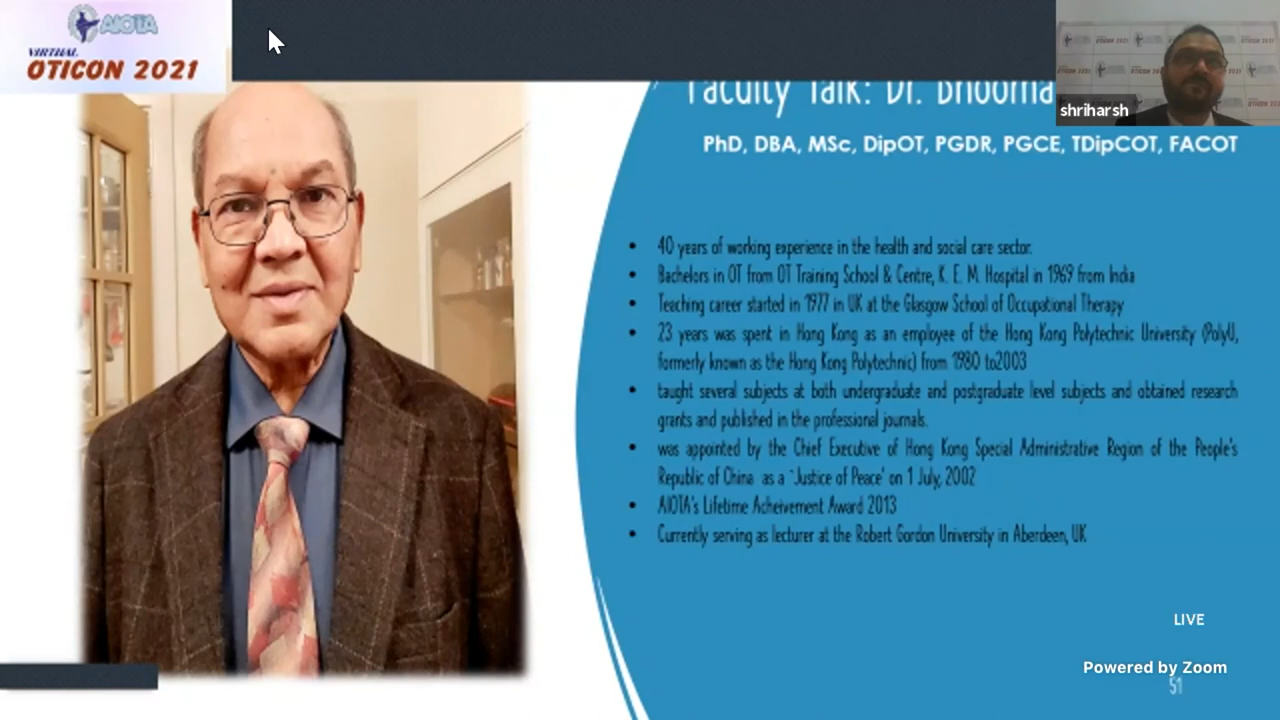 AIOTA
VIRTUAL
OTICON 2021
Faculty Talk: Dr. Bhooma
shriharsh
PhD, DBA, MSc, DipOT, PGDR, PGCE, TDipCOT, FACOT
• 40 years of working experience in the health and social care sector.
• Bachelors in OT from OT Training School & Centre, K. E. M. Hospital in 1969 from India
• Teaching career started in 1977 in UK at the Glasgow School of Occupational Therapy
• 23 years was spent in Hong Kong as an employee of the Hong Kong Polytechnic University (PolyU,
formerly known as the Hong Kong Polytechnic) from 1980 to2003
• taught several subjects at both undergraduate and postgraduate level subjects and obtained research
grants and published in the professional journals.
• was appointed by the Chief Executive of Hong Kong Special Administrative Region of the People's
Republic of China as a `Justice of Peace' on 1 July, 2002
• AIOTA's Lifetime Acheivement Award 2013
• Currently serving as lecturer at the Robert Gordon University in Aberdeen, UK
LIVE
Powered by Zoom
51